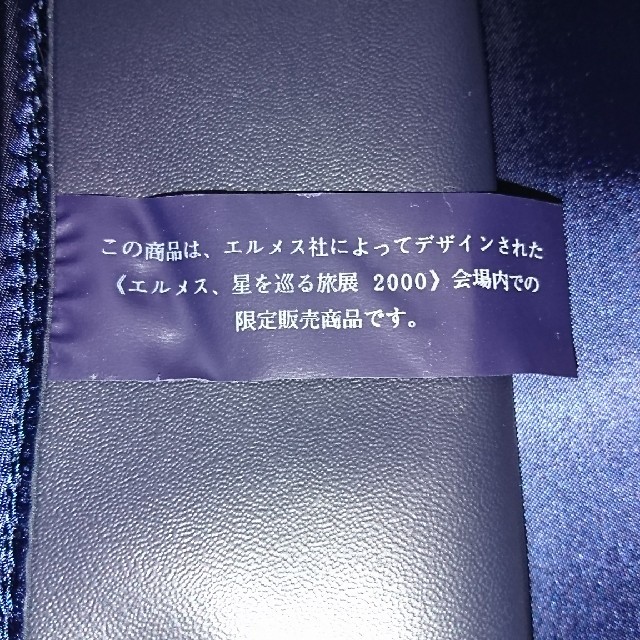 この商品は、エルメス社によってデザインされた
《エルメス、星を巡る旅展 2000》会場内での
限定販売商品です。